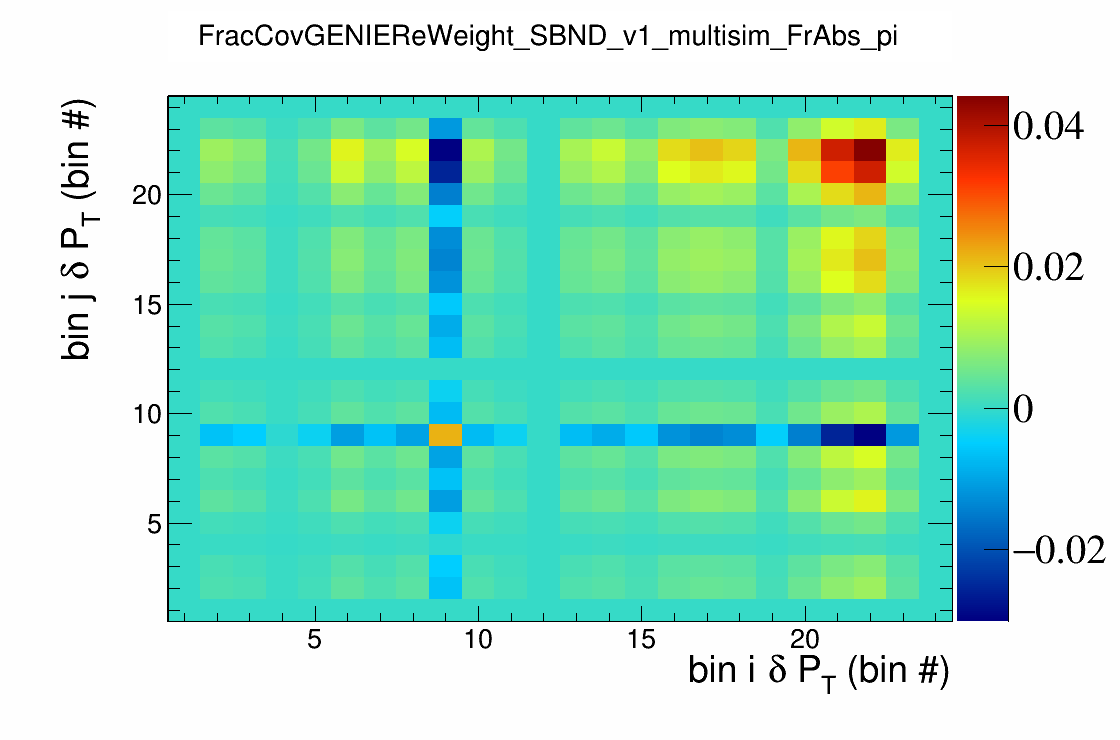 FracCovGENIEReWeight_SBND_v1_multisim_FrAbs_pi
bin j δ P_T (bin #)
20
15
10
5
5 10 15 20
bin i δ P_T (bin #)
0.04
0.02
0
−0.02